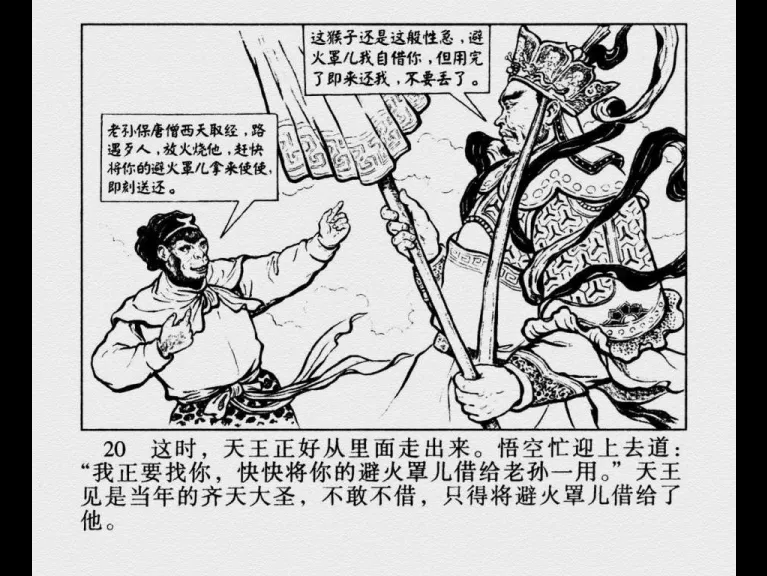 这猴子还是这般性急，避
火罩儿我自借你，但用完
了即来还我，不要丢了。
老孙保唐僧西天取经，路
遇歹人，放火烧他，赶快
将你的避火罩儿拿来使使，
即刻送还。
20 这时，天王正好从里面走出来。悟空忙迎上去道：
“我正要找你，快快将你的避火罩儿借给老孙一用。”天王
见是当年的齐天大圣，不敢不借，只得将避火罩儿借给了
他。